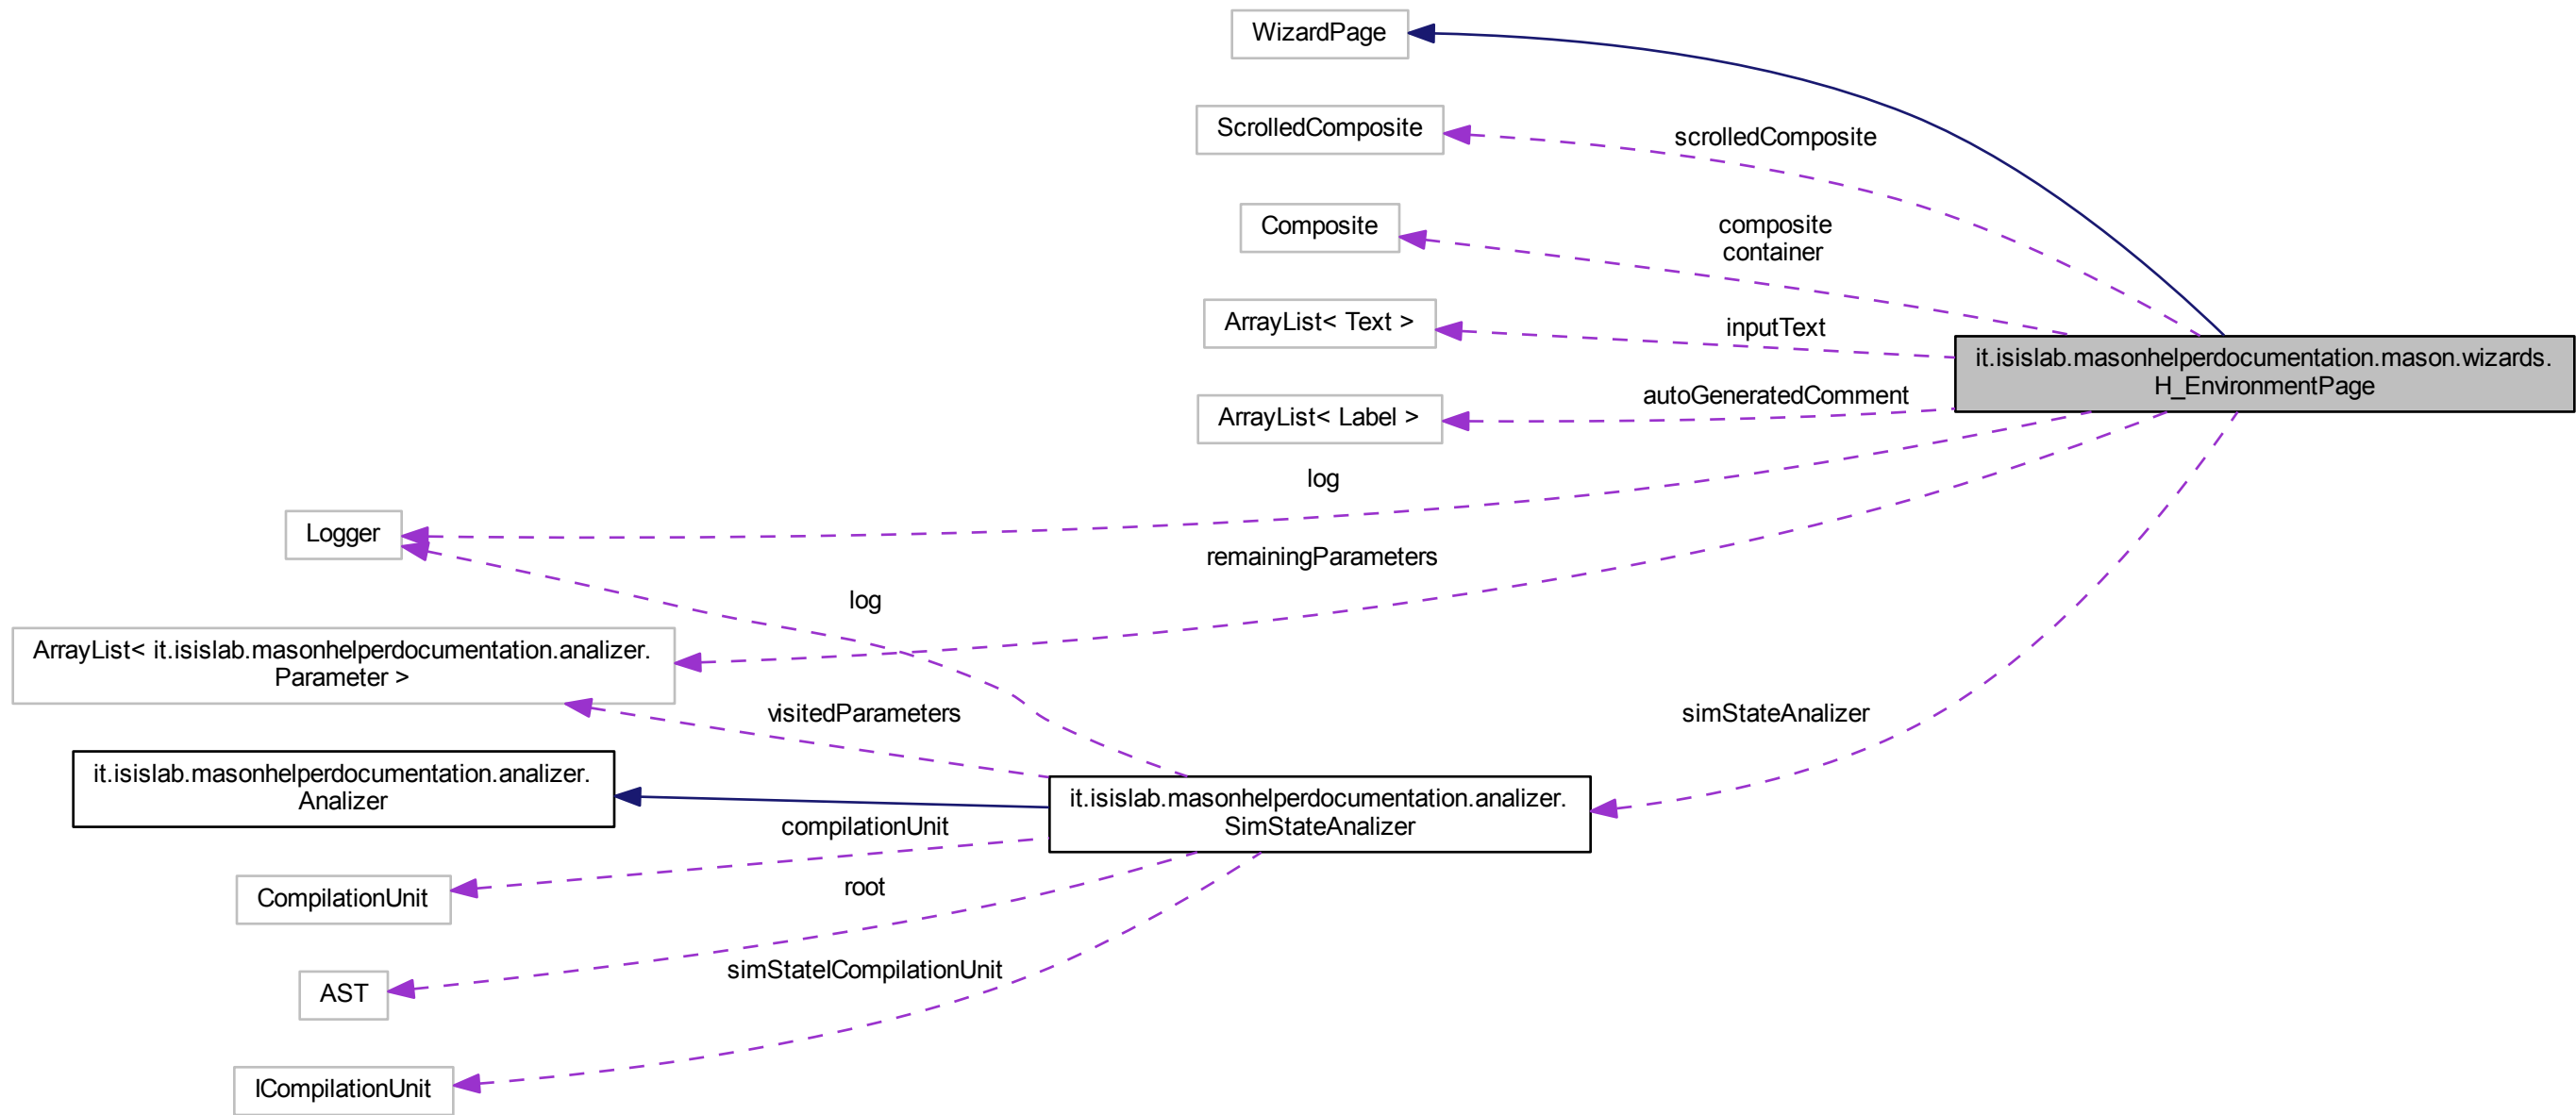 WizardPage
ScrolledComposite
scrolledComposite
Composite
composite
container
ArrayList< Text >
inputText
it.isislab.masonhelperdocumentation.mason.wizards.
H_EnvironmentPage
ArrayList< Label >
autoGeneratedComment
log
Logger
remainingParameters
log
ArrayList< it.isislab.masonhelperdocumentation.analizer.
Parameter >
visitedParameters
simStateAnalizer
it.isislab.masonhelperdocumentation.analizer.
Analizer
it.isislab.masonhelperdocumentation.analizer.
SimStateAnalizer
compilationUnit
CompilationUnit
root
AST
simStateICompilationUnit
ICompilationUnit